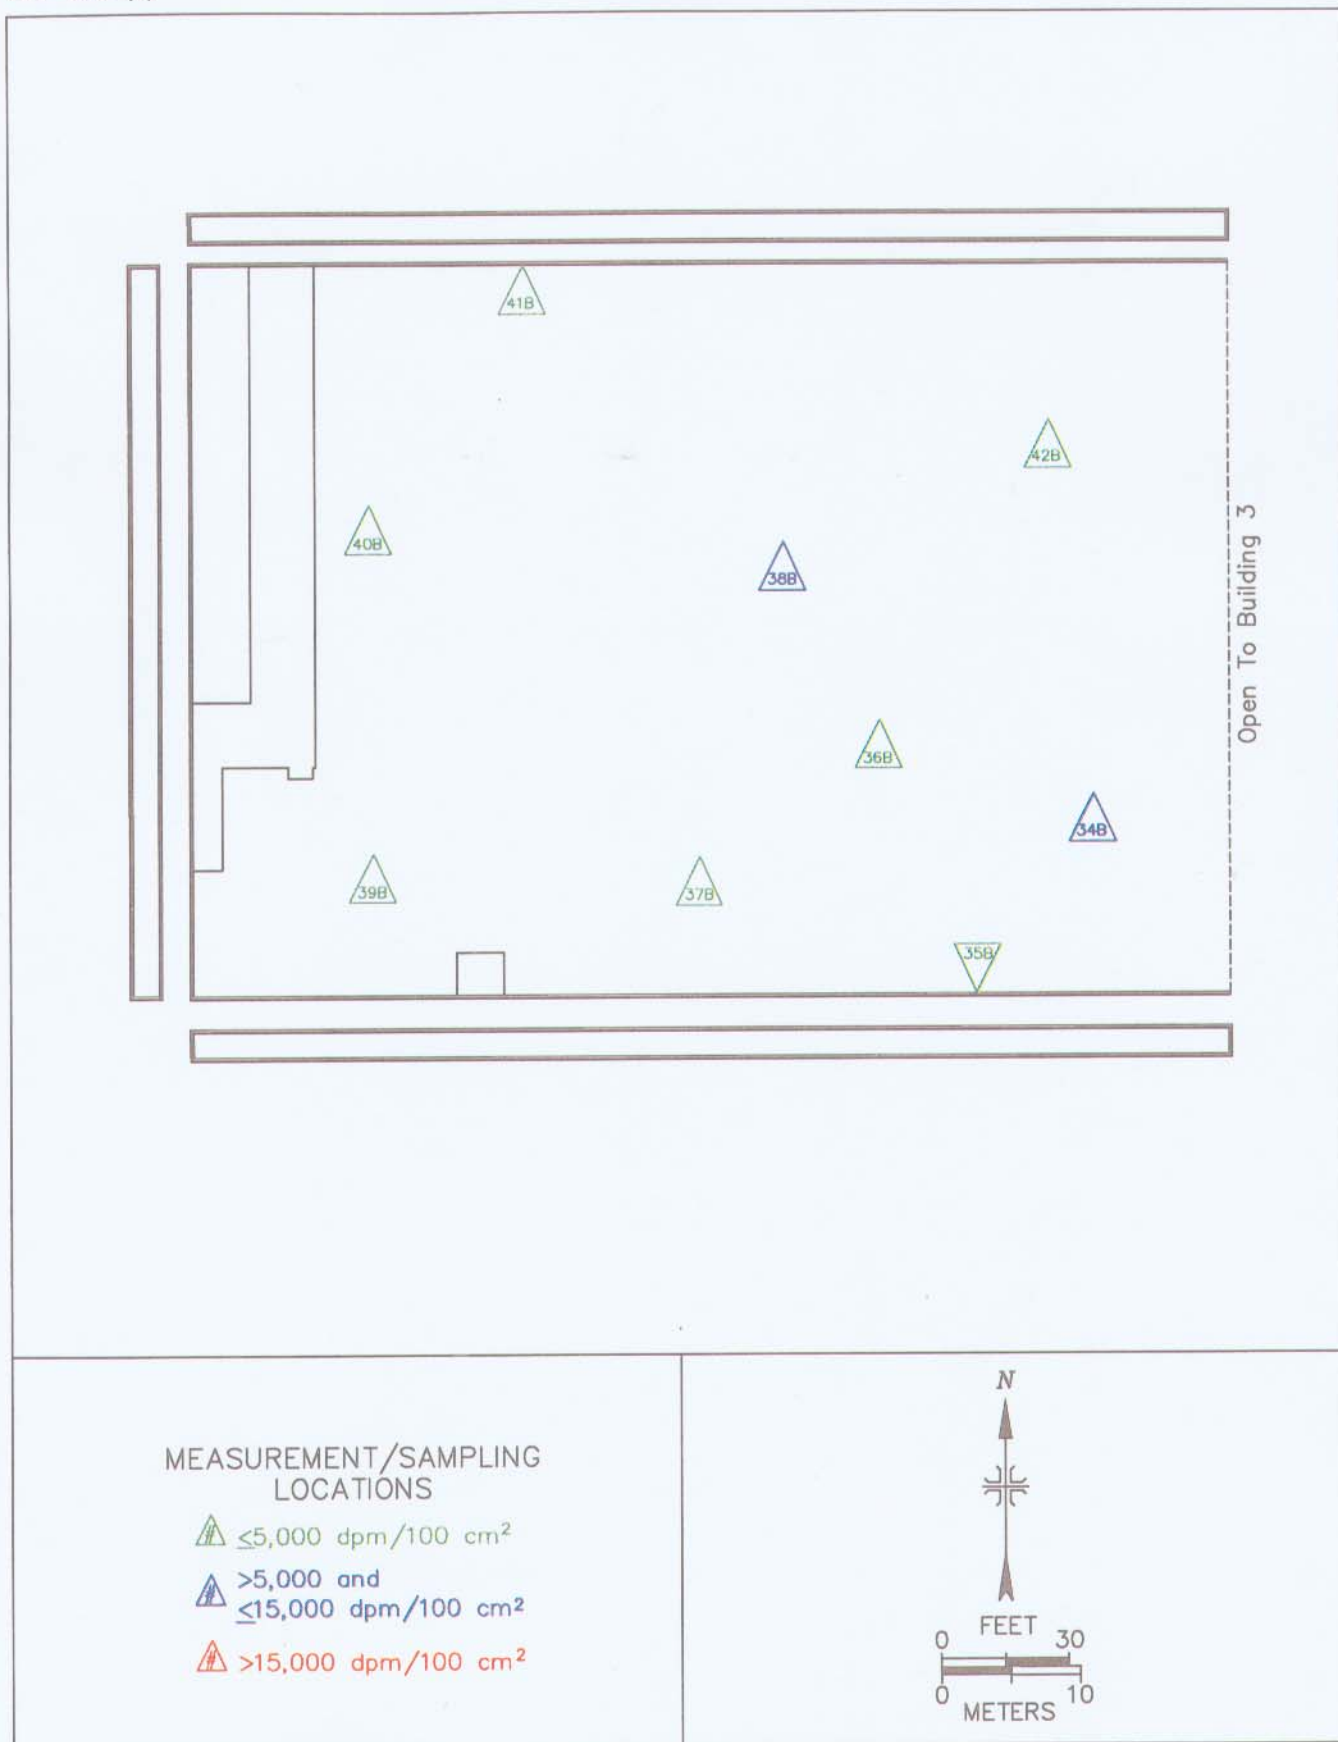 41B
42B
40B
38B
Open To Building 3
36B
34B
39B
37B
35B
MEASUREMENT/SAMPLING
LOCATIONS
# ≤5,000 dpm/100 cm²
# >5,000 and
≤15,000 dpm/100 cm²
# >15,000 dpm/100 cm²
N
FEET
0 30
0 10
METERS